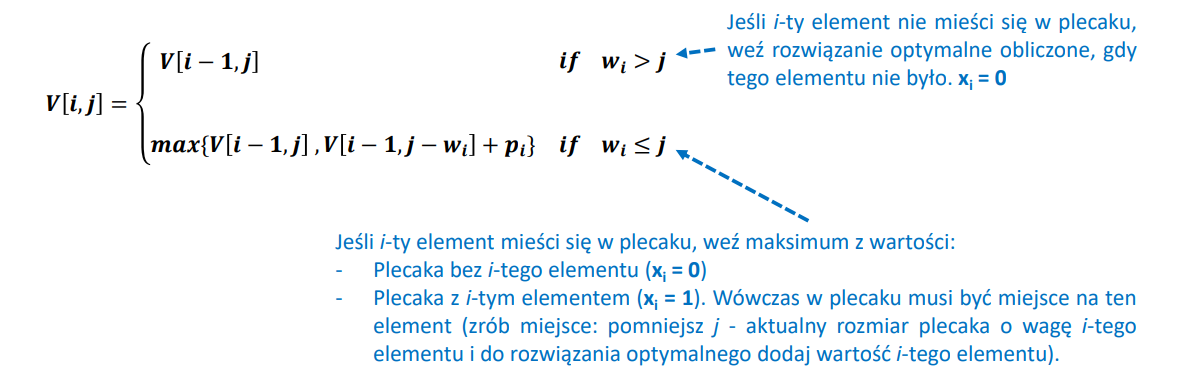 Jeśli i-ty element nie mieści się w plecaku,
weź rozwiązanie optymalne obliczone, gdy
tego elementu nie było. xᵢ = 0
V[i − 1, j] if wᵢ > j
V[i, j] =
max{V[i − 1, j] , V[i − 1, j − wᵢ] + pᵢ} if wᵢ ≤ j
Jeśli i-ty element mieści się w plecaku, weź maksimum z wartości:
- Plecaka bez i-tego elementu (xᵢ = 0)
- Plecaka z i-tym elementem (xᵢ = 1). Wówczas w plecaku musi być miejsce na ten
element (zrób miejsce: pomniejsz j - aktualny rozmiar plecaka o wagę i-tego
elementu i do rozwiązania optymalnego dodaj wartość i-tego elementu).